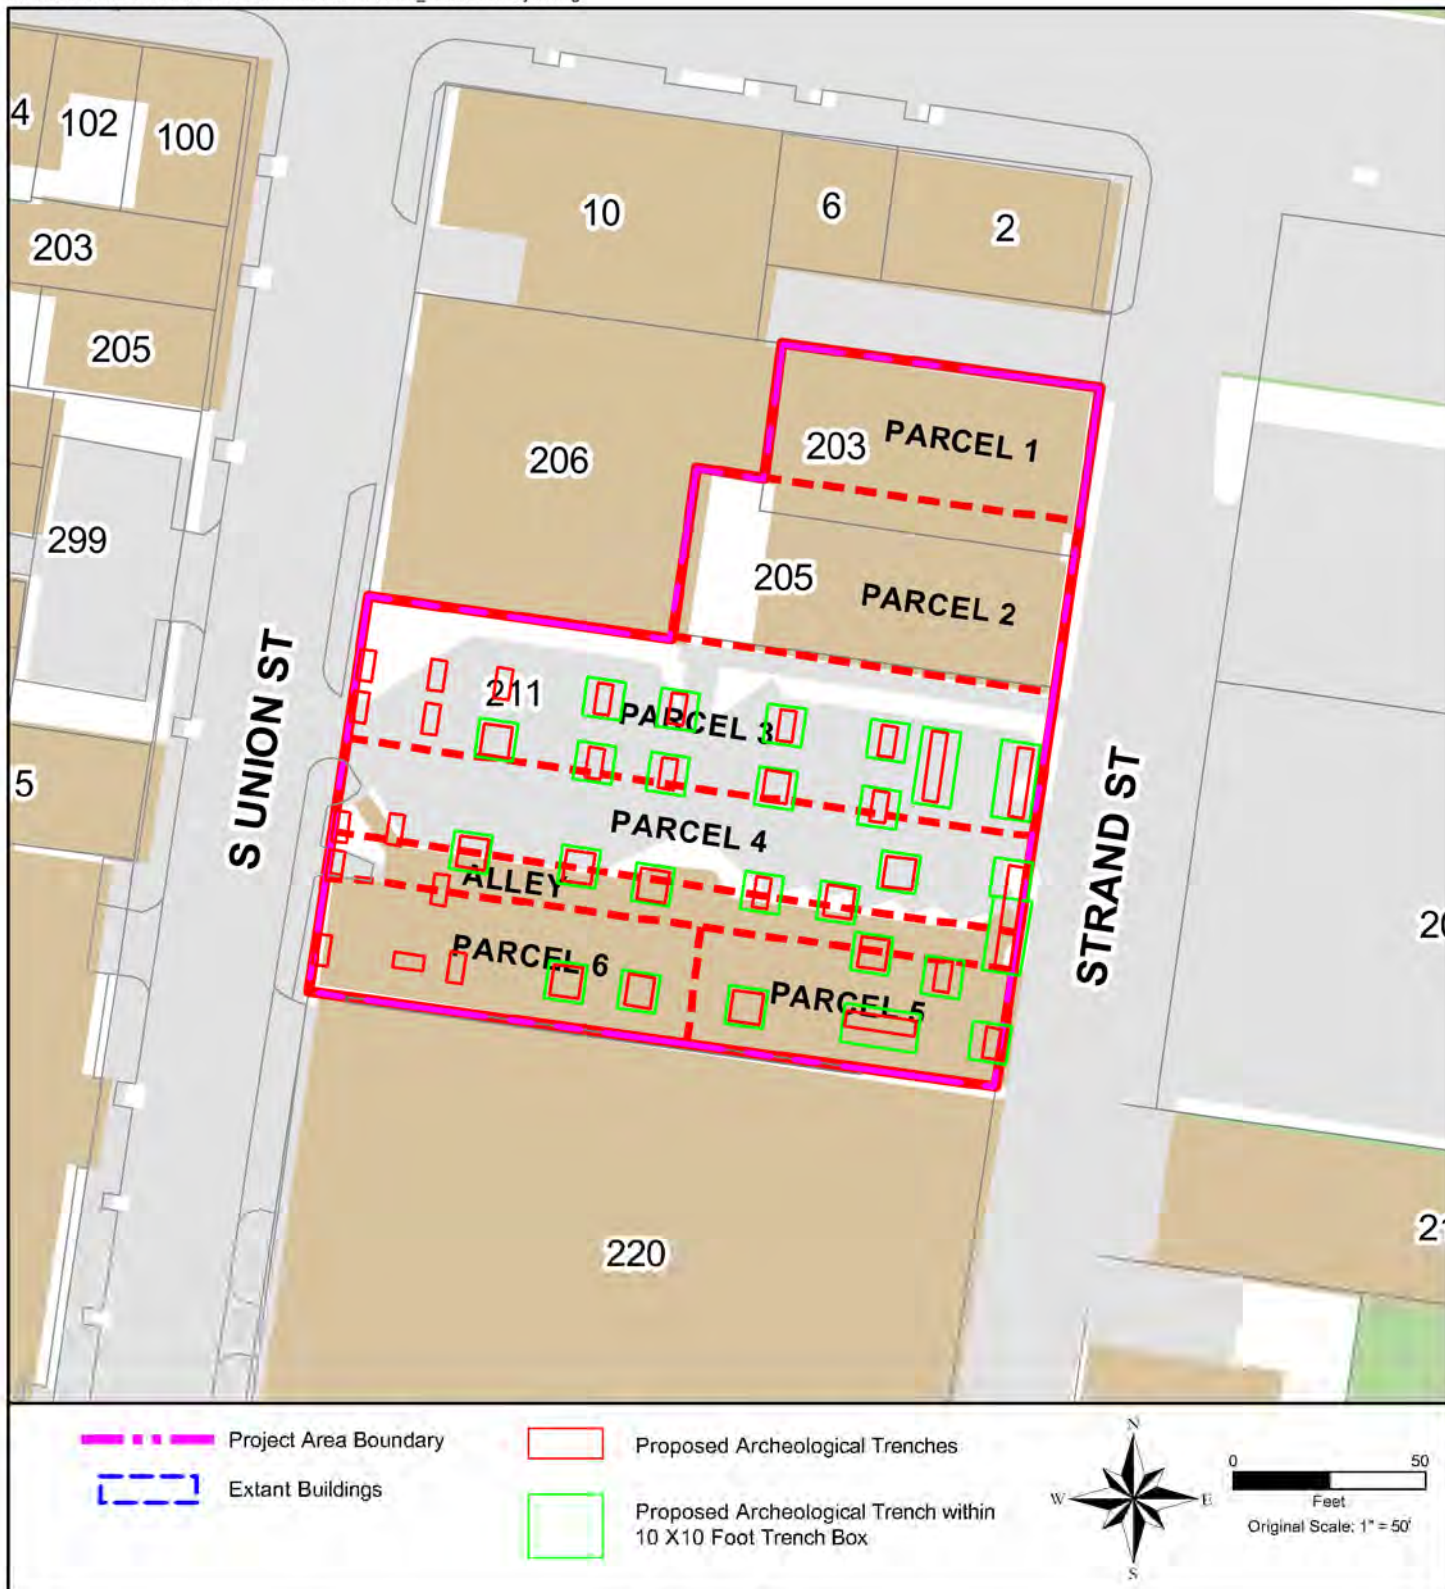 4
102
100
10
6
2
203
205
206
203
PARCEL 1
299
205
PARCEL 2
S UNION ST
211
PARCEL 3
STRAND ST
5
PARCEL 4
ALLEY
PARCEL 6
PARCEL 5
20
220
21
Project Area Boundary
Extant Buildings
Proposed Archeological Trenches
Proposed Archeological Trench within
10 X10 Foot Trench Box
N
W
E
S
0 50
Feet
Original Scale: 1" = 50'